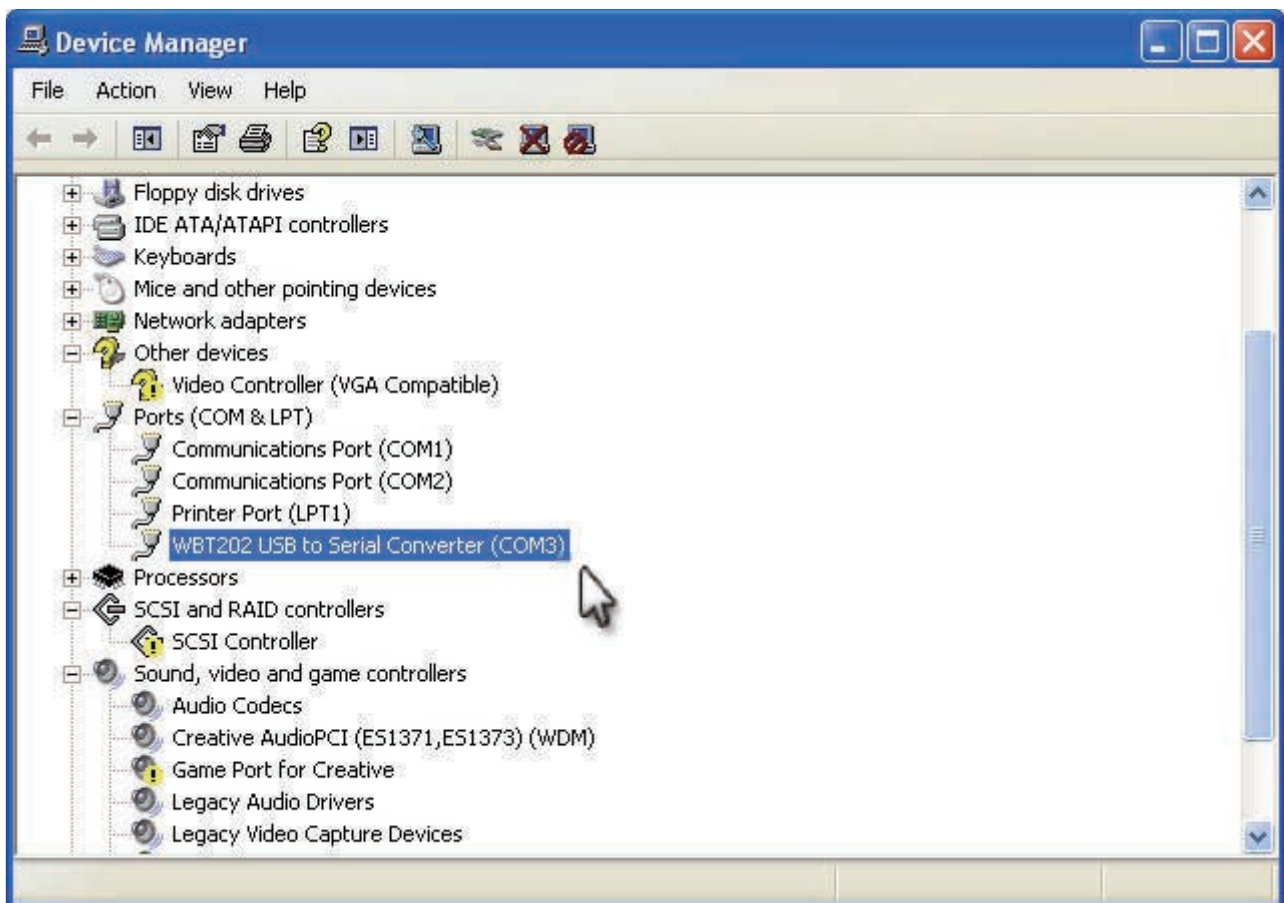 Device Manager
File Action View Help
Floppy disk drives
IDE ATA/ATAPI controllers
Keyboards
Mice and other pointing devices
Network adapters
Other devices
Video Controller (VGA Compatible)
Ports (COM & LPT)
Communications Port (COM1)
Communications Port (COM2)
Printer Port (LPT1)
WBT202 USB to Serial Converter (COM3)
Processors
SCSI and RAID controllers
SCSI Controller
Sound, video and game controllers
Audio Codecs
Creative AudioPCI (ES1371,ES1373) (WDM)
Game Port for Creative
Legacy Audio Drivers
Legacy Video Capture Devices